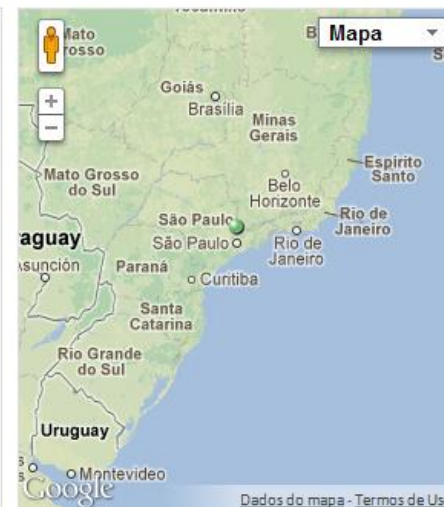 Mapa
Mato
rosso
Goiás
Brasília
Minas
Gerais
Espírito
Santo
Mato Grosso
do Sul
Belo
Horizonte
São Paulo
Rio de
Janeiro
aguay
São Paulo
Rio de
Janeiro
Asunción
Paraná
Curitiba
Santa
Catarina
Rio Grande
do Sul
Uruguay
Montevideo
Google
Dados do mapa - Termos de Us